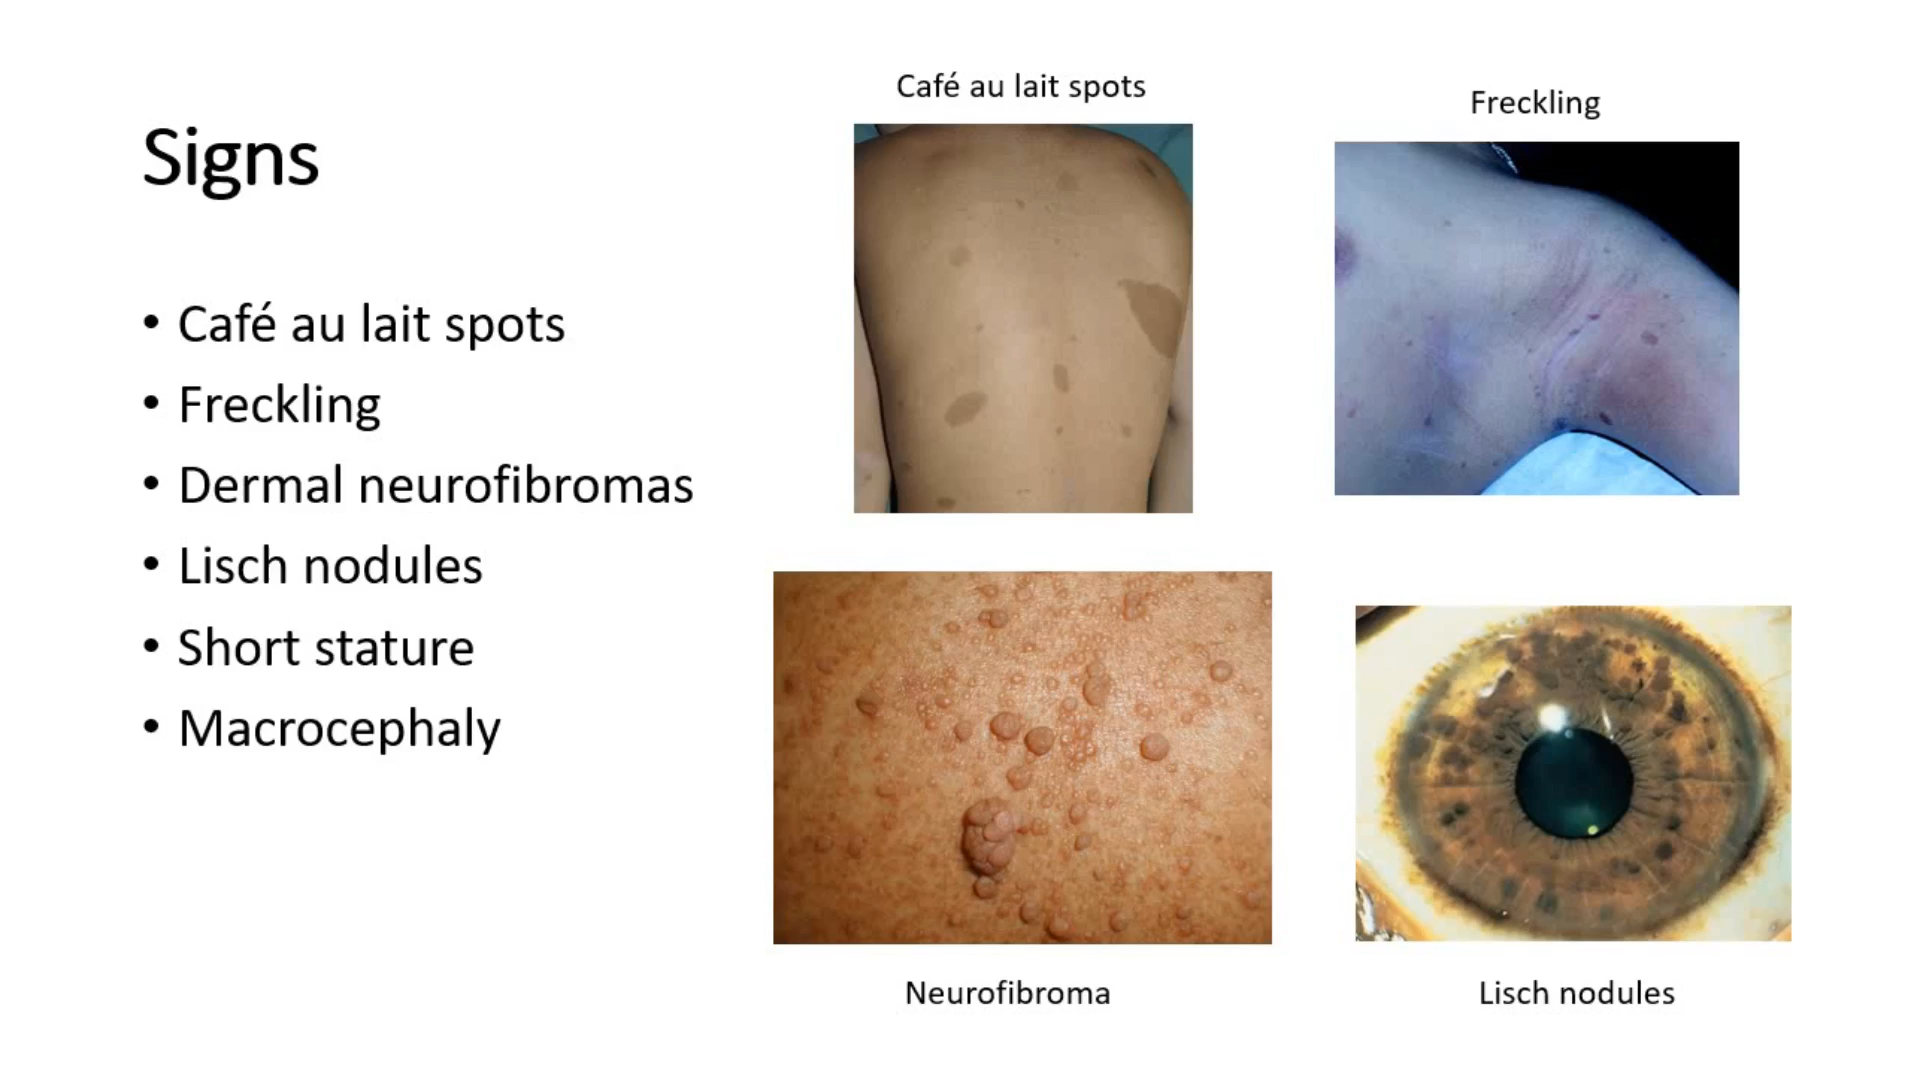 Signs
• Café au lait spots
• Freckling
• Dermal neurofibromas
• Lisch nodules
• Short stature
• Macrocephaly
Café au lait spots
Freckling
Neurofibroma
Lisch nodules